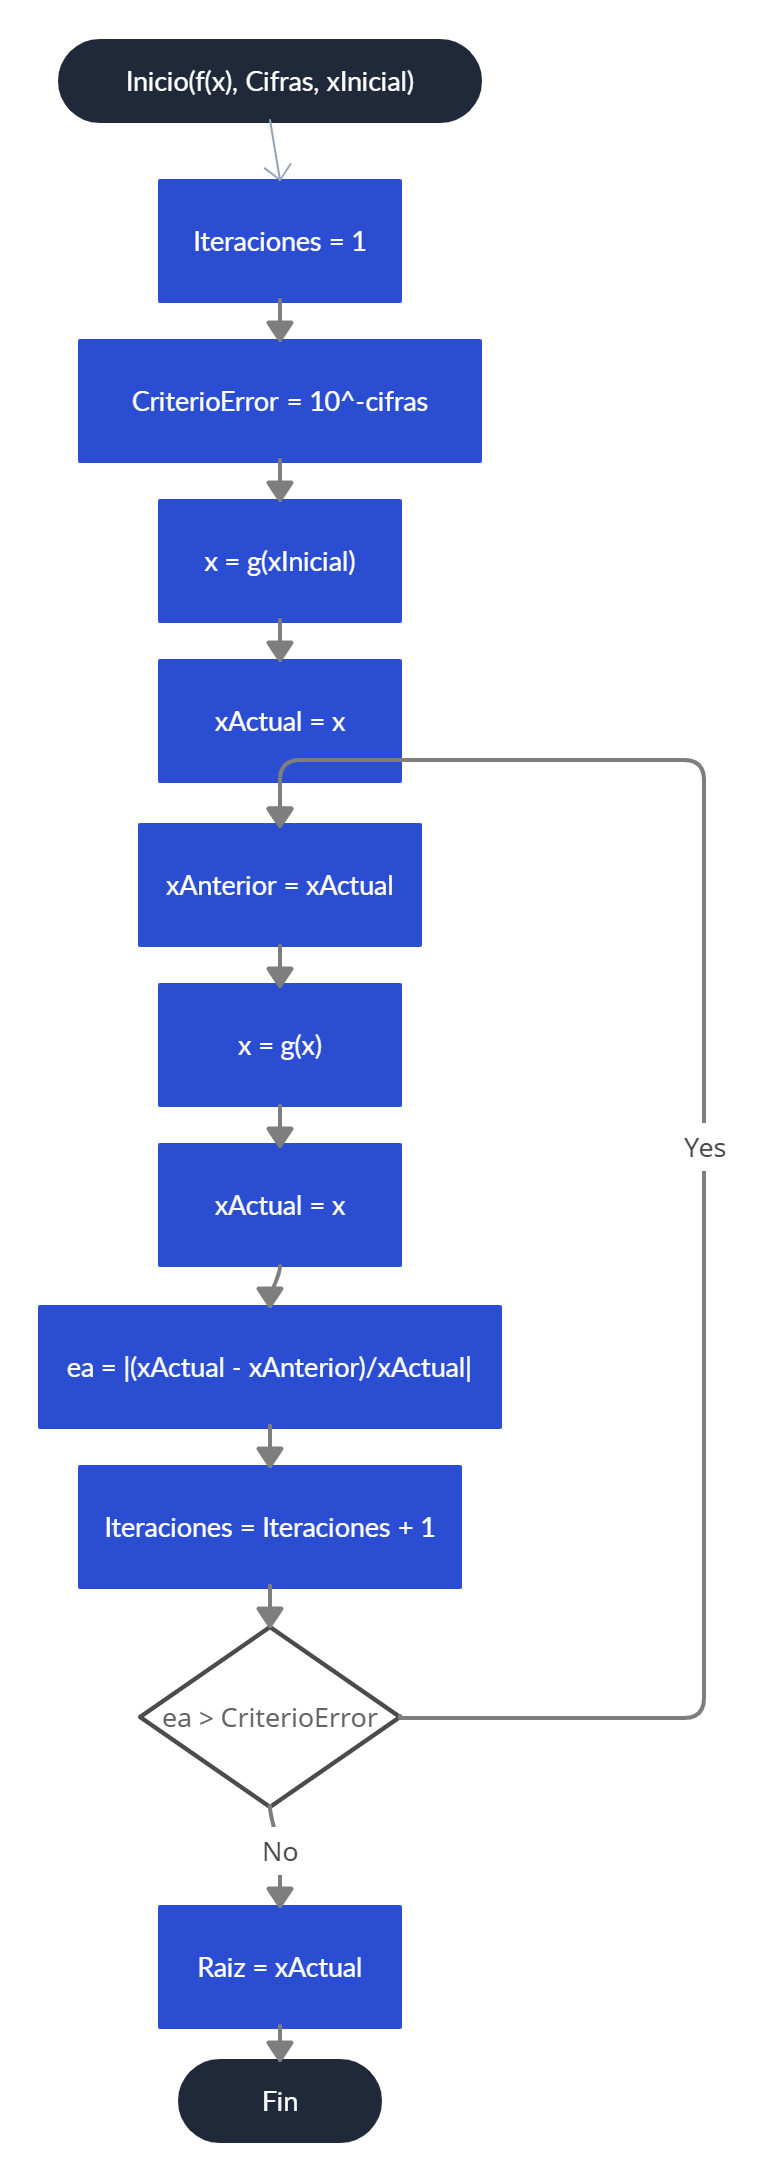 Inicio(f(x), Cifras, xInicial)
Iteraciones = 1
CriterioError = 10^-cifras
x = g(xInicial)
xActual = x
xAnterior = xActual
x = g(x)
Yes
xActual = x
ea = |(xActual - xAnterior)/xActual|
Iteraciones = Iteraciones + 1
ea > CriterioError
No
Raiz = xActual
Fin